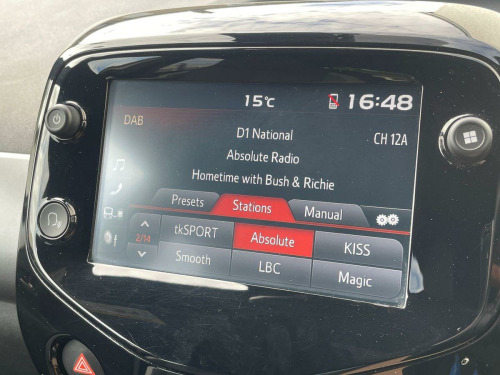 15°C 16:48
DAB
D1 National CH 12A
Absolute Radio
Hometime with Bush & Richie
Presets Stations Manual
tkSPORT Absolute KISS
2/14
Smooth LBC Magic